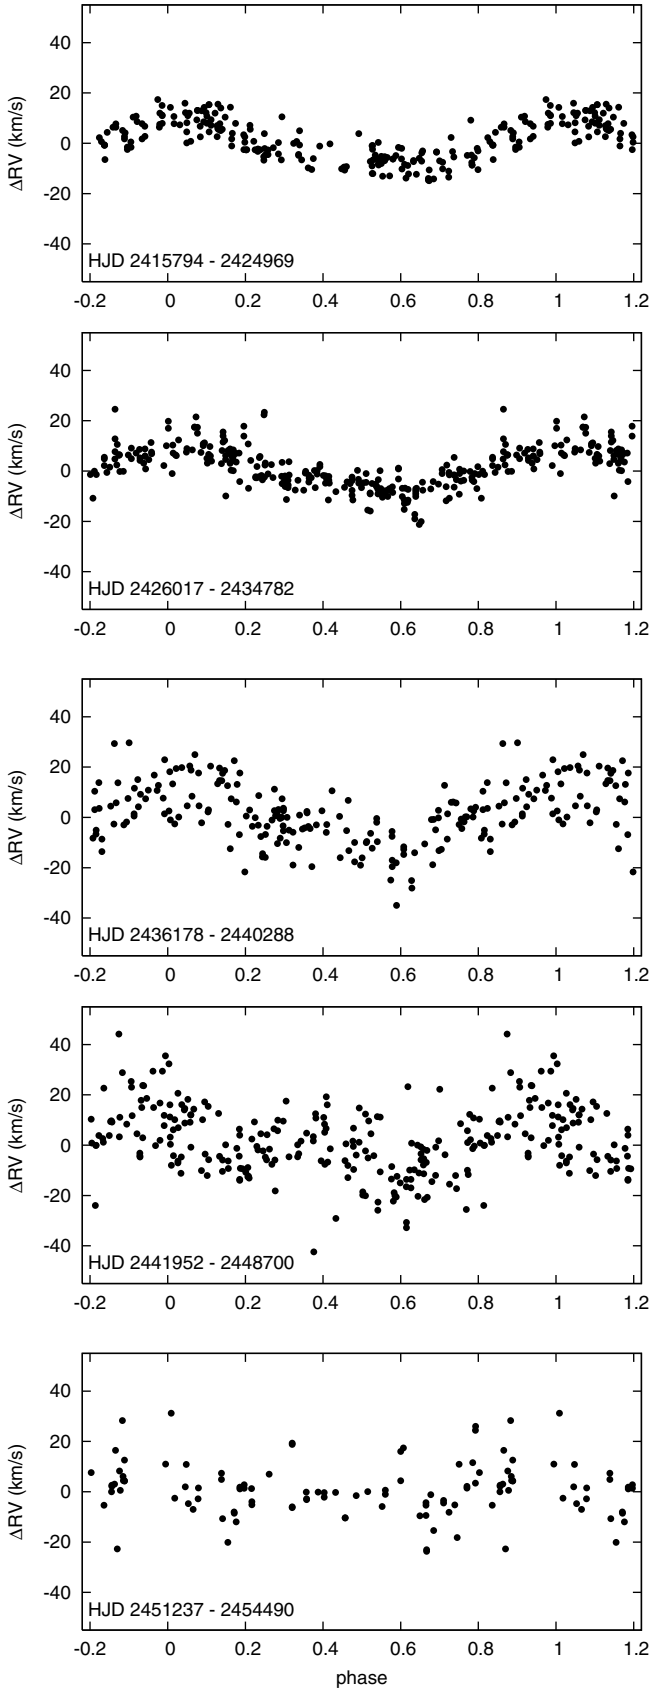 40
20
0
-20
-40
ΔRV (km/s)
HJD 2415794 - 2424969
-0.2 0 0.2 0.4 0.6 0.8 1 1.2
40
20
0
-20
-40
ΔRV (km/s)
HJD 2426017 - 2434782
-0.2 0 0.2 0.4 0.6 0.8 1 1.2
40
20
0
-20
-40
ΔRV (km/s)
HJD 2436178 - 2440288
-0.2 0 0.2 0.4 0.6 0.8 1 1.2
40
20
0
-20
-40
ΔRV (km/s)
HJD 2441952 - 2448700
-0.2 0 0.2 0.4 0.6 0.8 1 1.2
40
20
0
-20
-40
ΔRV (km/s)
HJD 2451237 - 2454490
-0.2 0 0.2 0.4 0.6 0.8 1 1.2
phase